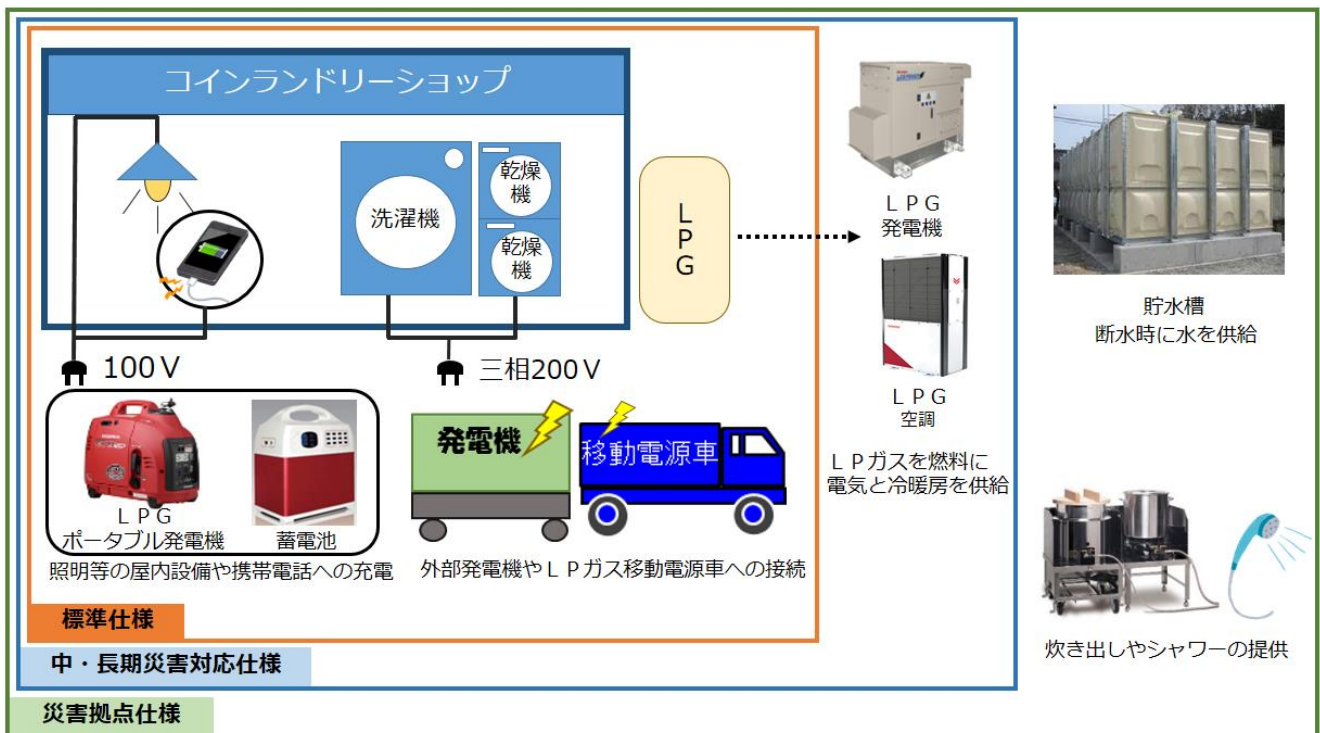 コインランドリーショップ
洗濯機
乾燥
機
乾燥
機
L
P
G
100V
三相200V
LPG
ポータブル発電機
蓄電池
照明等の屋内設備や携帯電話への充電
発電機
移動電源車
外部発電機やLPガス移動電源車への接続
標準仕様
LPG
発電機
LPG
空調
LPガスを燃料に
電気と冷暖房を供給
中・長期災害対応仕様
貯水槽
断水時に水を供給
炊き出しやシャワーの提供
災害拠点仕様